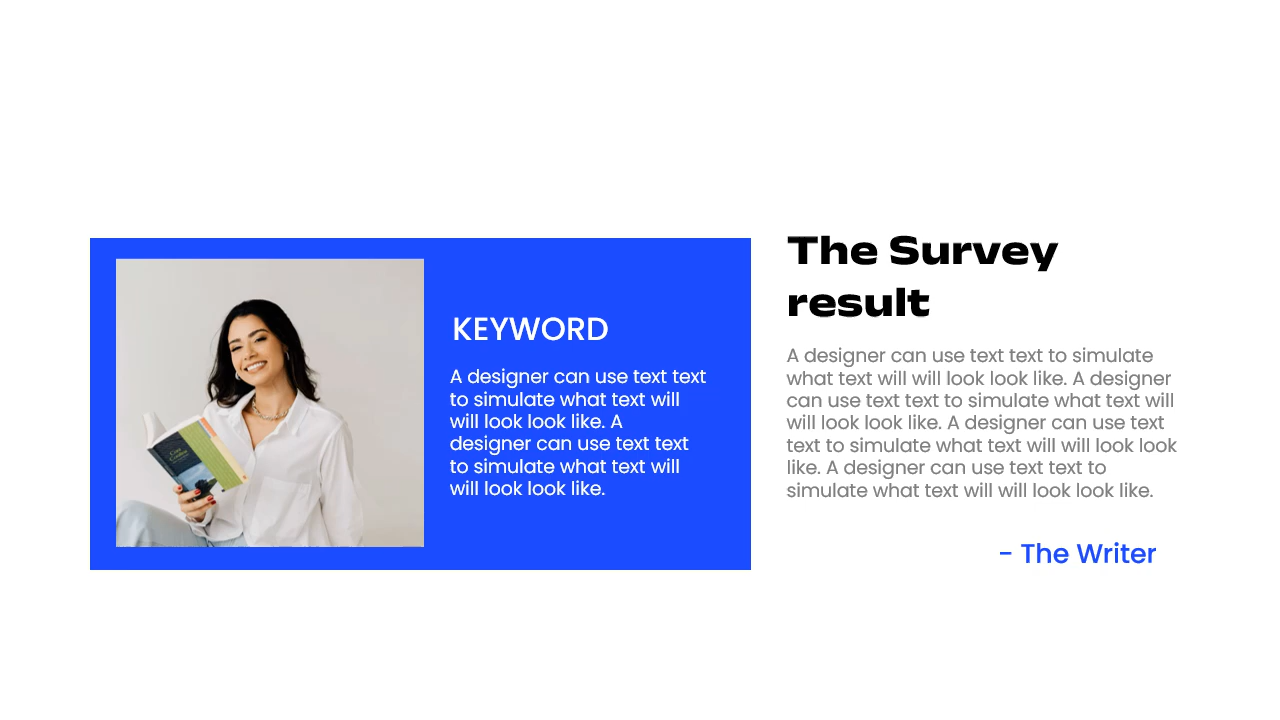 KEYWORD
A designer can use text text
to simulate what text will
will look look like. A
designer can use text text
to simulate what text will
will look look like.
The Survey
result
A designer can use text text to simulate
what text will will look look like. A designer
can use text text to simulate what text will
will look look like. A designer can use text
text to simulate what text will will look look
like. A designer can use text text to
simulate what text will will look look like.
- The Writer